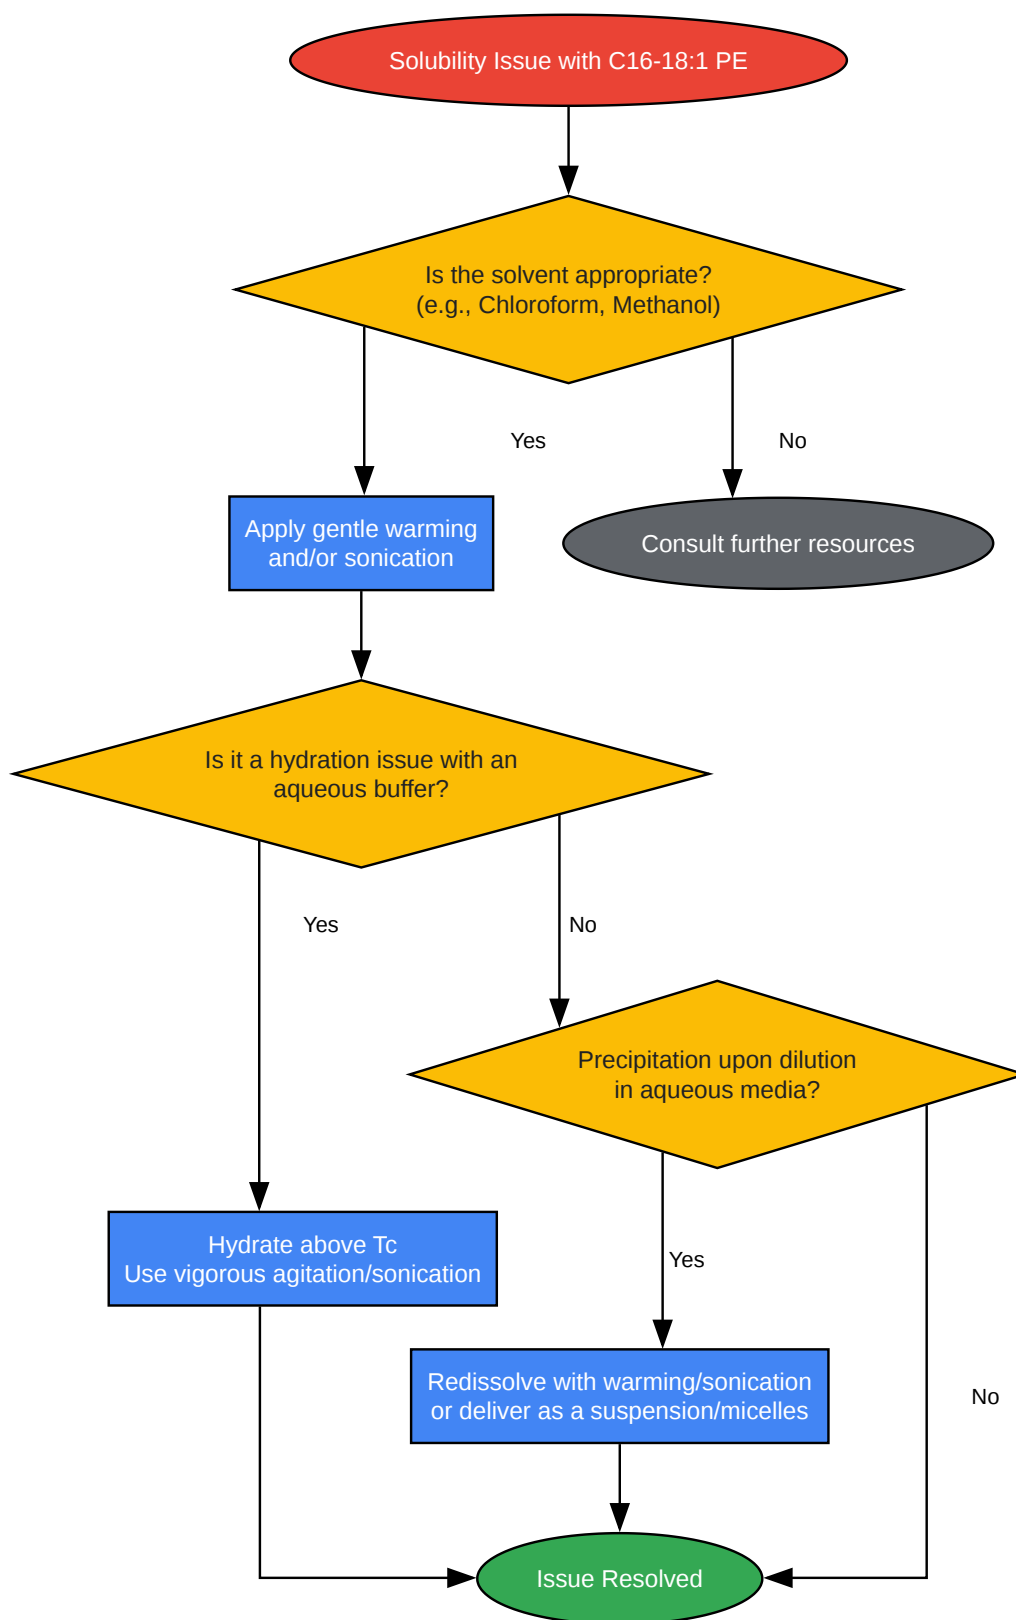 Solubility Issue with C16-18:1 PE
Is the solvent appropriate?
(e.g., Chloroform, Methanol)
Yes
No
Apply gentle warming
and/or sonication
Consult further resources
Is it a hydration issue with an
aqueous buffer?
Yes
No
Precipitation upon dilution
in aqueous media?
Hydrate above Tc
Use vigorous agitation/sonication
Yes
Redissolve with warming/sonication
or deliver as a suspension/micelles
No
Issue Resolved